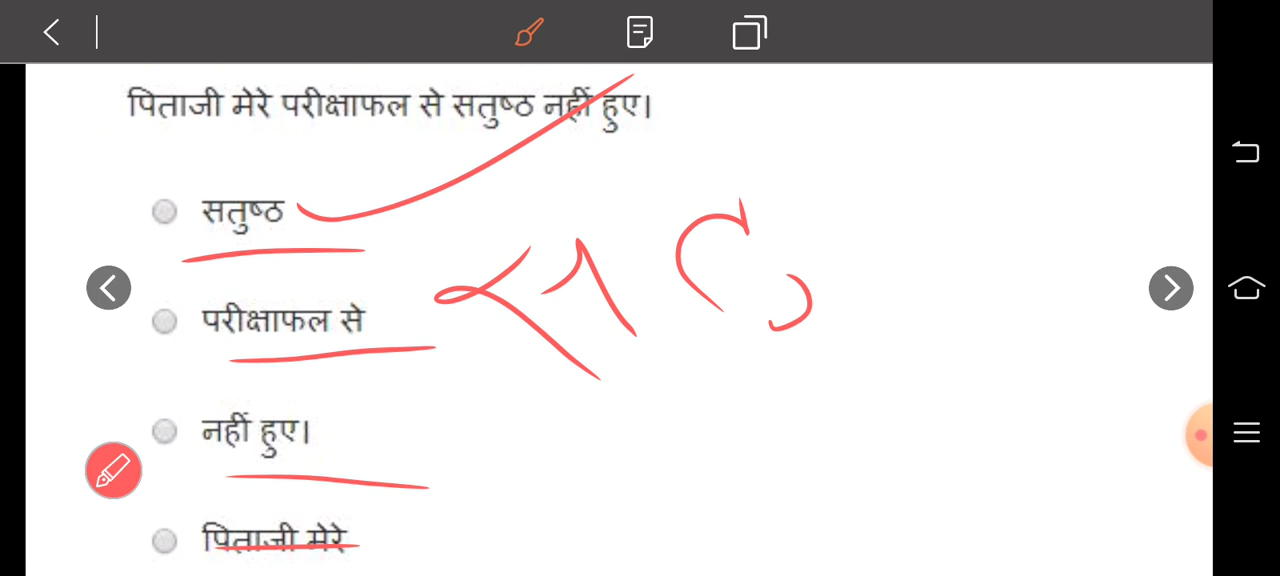 पिताजी मेरे परीक्षाफल से सतुष्ठ नहीं हुए।
सतुष्ठ
परीक्षाफल से
नहीं हुए।
पिताजी मेरे